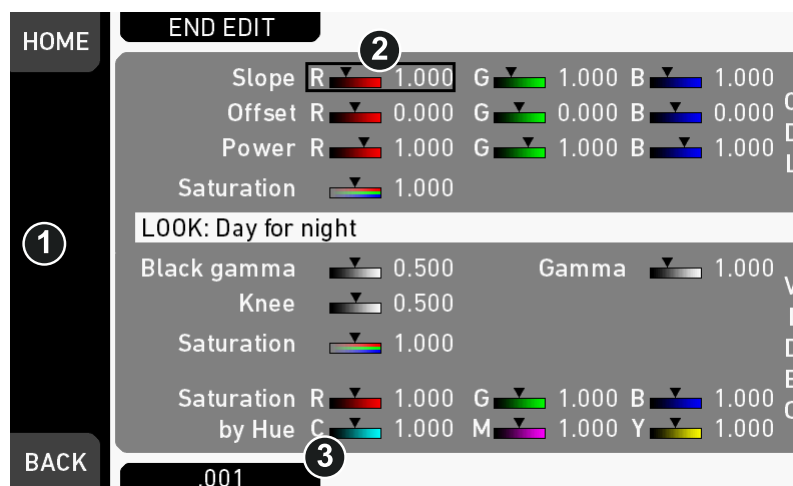 HOME
END EDIT
2
Slope R 1.000 G 1.000 B 1.000
Offset R 0.000 G 0.000 B 0.000
Power R 1.000 G 1.000 B 1.000
Saturation 1.000
C
D
L
1
LOOK: Day for night
Black gamma 0.500 Gamma 1.000
Knee 0.500
Saturation 1.000
Saturation R 1.000 G 1.000 B 1.000
by Hue C 1.000 M 1.000 Y 1.000
V
I
D
E
O
3
BACK
.001